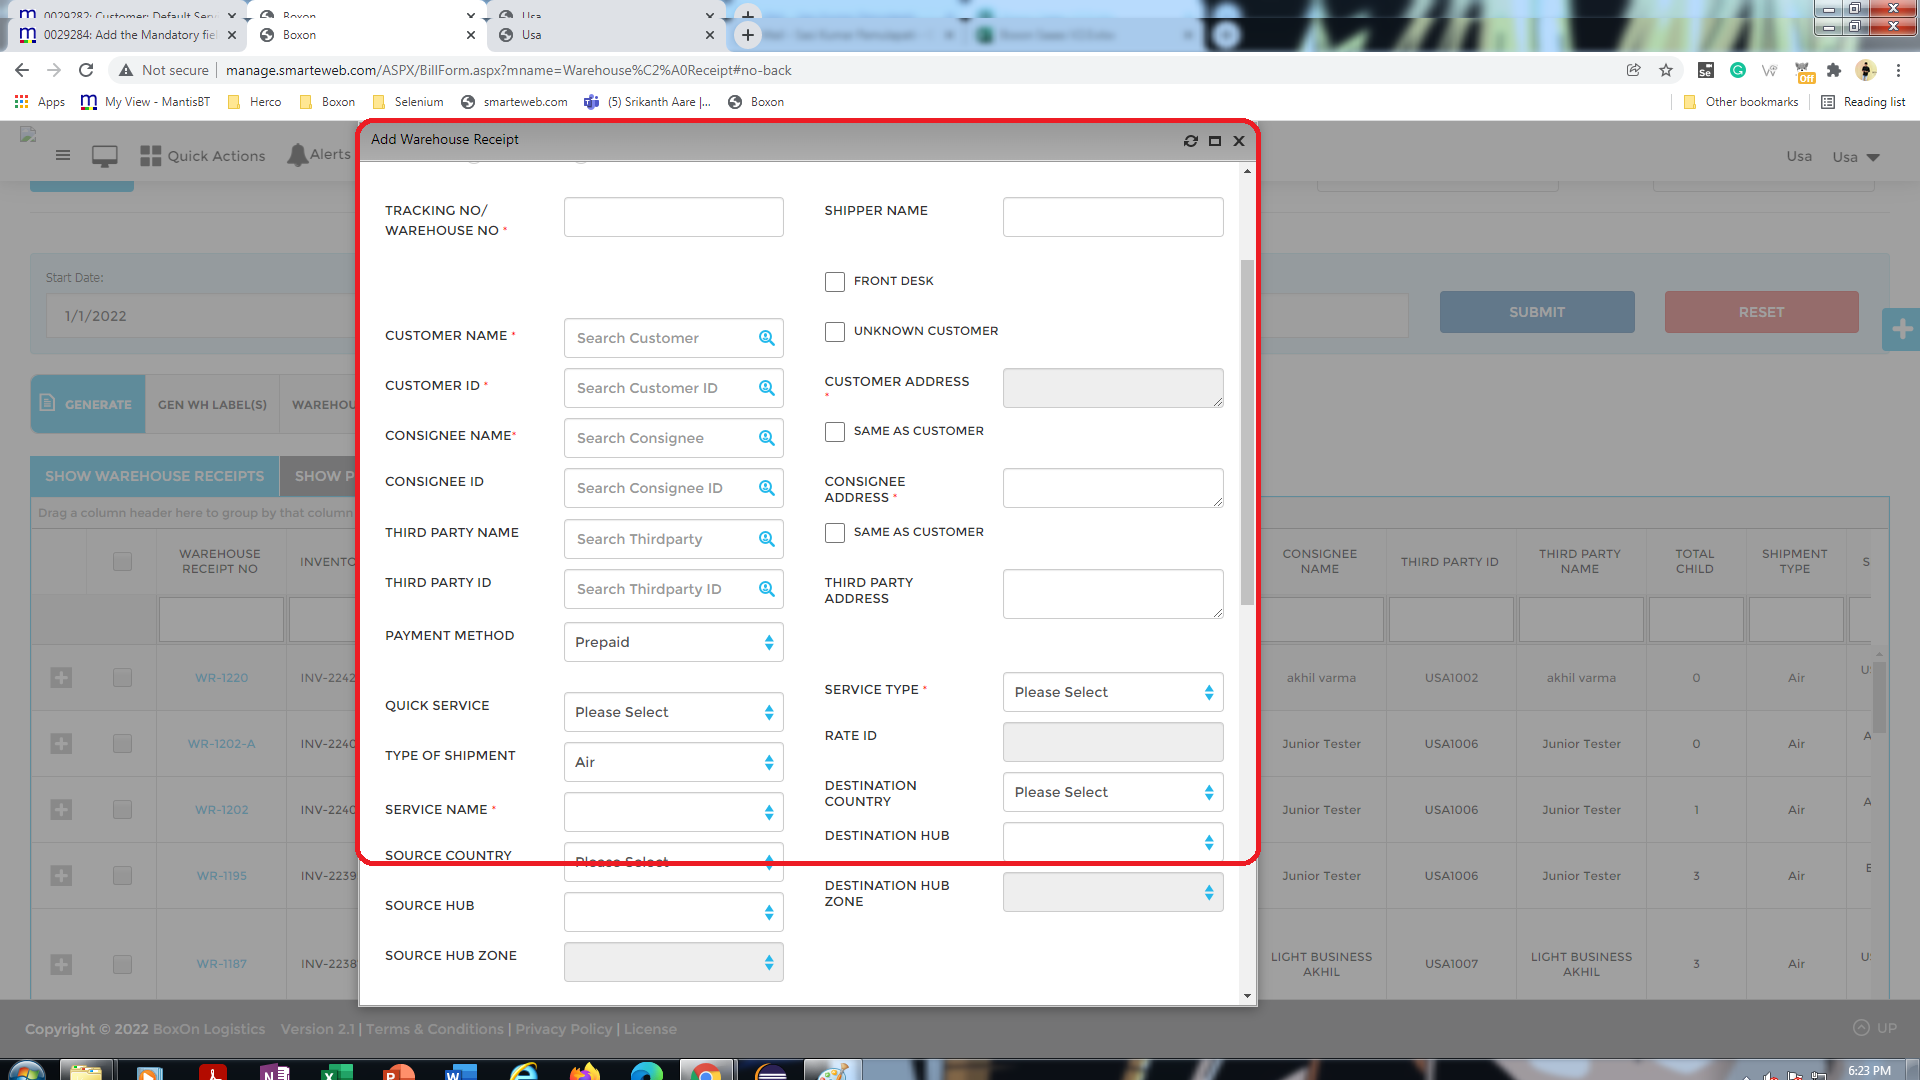 0029282: Customer: Default Ser
Boxon
Usa
0029284: Add the Mandatory fiel
Boxon
Usa
Not secure
manage.smarteweb.com/ASPX/BillForm.aspx?mname=Warehouse%C2%A0Receipt#no-back
Off
Apps
My View - MantisBT
Herco
Boxon
Selenium
smarteweb.com
(5) Srikanth Aare |...
Boxon
Other bookmarks
Reading list
Add Warehouse Receipt
Quick Actions
Alerts
Usa
Usa
TRACKING NO/
WAREHOUSE NO *
SHIPPER NAME
Start Date:
FRONT DESK
1/1/2022
SUBMIT
RESET
CUSTOMER NAME *
Search Customer
UNKNOWN CUSTOMER
CUSTOMER ID *
Search Customer ID
CUSTOMER ADDRESS
*
GENERATE
GEN WH LABEL(S)
WAREHOU
CONSIGNEE NAME*
Search Consignee
SAME AS CUSTOMER
SHOW WAREHOUSE RECEIPTS
SHOW P
CONSIGNEE ID
Search Consignee ID
CONSIGNEE
ADDRESS *
Drag a column header here to group by that column
THIRD PARTY NAME
Search Thirdparty
SAME AS CUSTOMER
WAREHOUSE
RECEIPT NO
INVENTO
CONSIGNEE
NAME
THIRD PARTY ID
THIRD PARTY
NAME
TOTAL
CHILD
SHIPMENT
TYPE
S
THIRD PARTY ID
Search Thirdparty ID
THIRD PARTY
ADDRESS
PAYMENT METHOD
Prepaid
WR-1220
INV-2242
akhil varma
USA1002
akhil varma
0
Air
QUICK SERVICE
Please Select
SERVICE TYPE *
Please Select
WR-1202-A
INV-2240
RATE ID
Junior Tester
USA1006
Junior Tester
0
Air
TYPE OF SHIPMENT
Air
DESTINATION
COUNTRY
Please Select
WR-1202
INV-2240
SERVICE NAME *
Junior Tester
USA1006
Junior Tester
1
Air
DESTINATION HUB
SOURCE COUNTRY
Please Select
WR-1195
INV-2239
Junior Tester
USA1006
Junior Tester
3
Air
DESTINATION HUB
ZONE
SOURCE HUB
SOURCE HUB ZONE
WR-1187
INV-2238
LIGHT BUSINESS
AKHIL
USA1007
LIGHT BUSINESS
AKHIL
3
Air
Copyright © 2022 BoxOn Logistics
Version 2.1 | Terms & Conditions | Privacy Policy | License
UP
6:23 PM